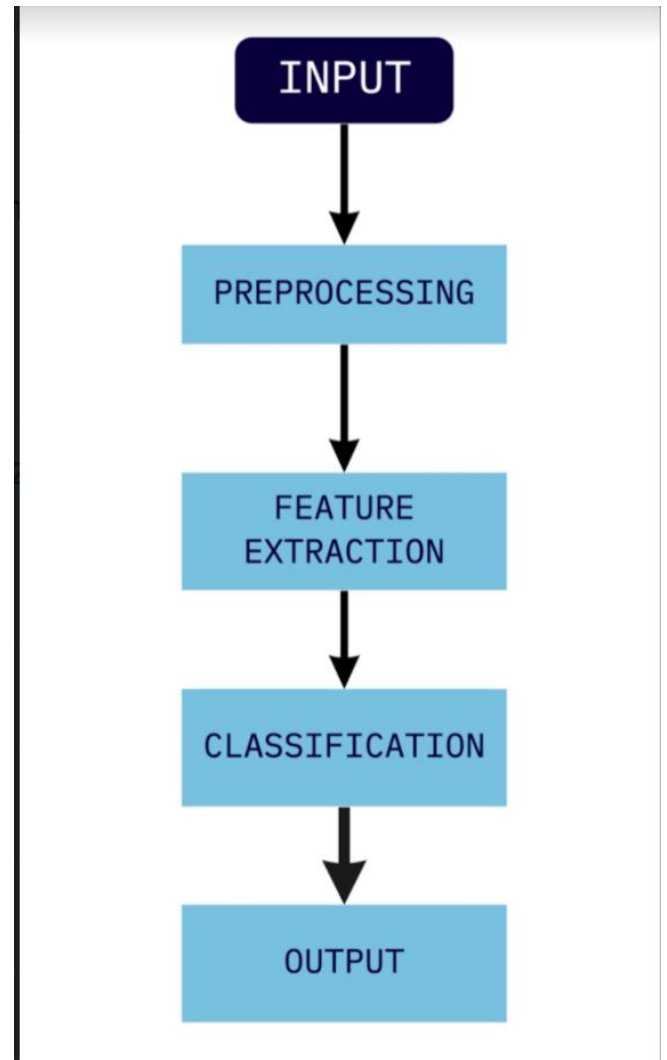 INPUT
PREPROCESSING
FEATURE
EXTRACTION
CLASSIFICATION
OUTPUT